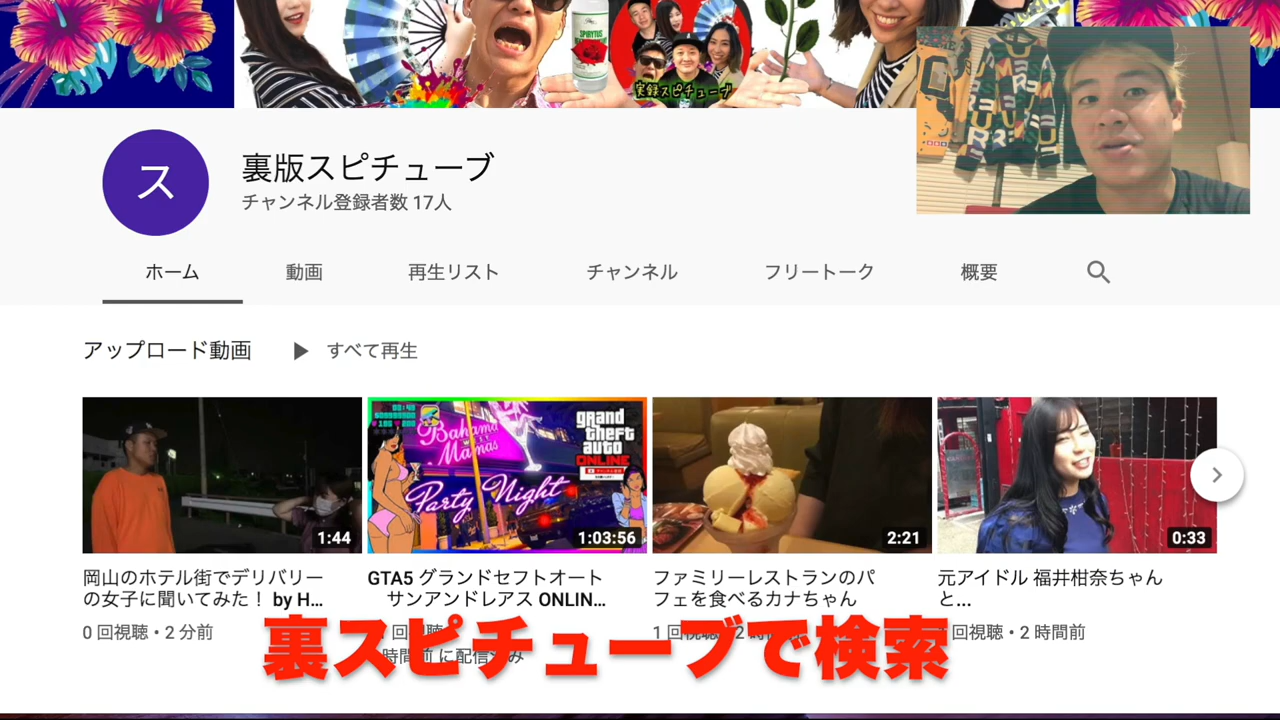 SPIRYTUS
実録スピチューブ
ス
裏版スピチューブ
チャンネル登録者数 17人
ホーム
動画
再生リスト
チャンネル
フリートーク
概要
アップロード動画
すべて再生
Bahama
Mamas
Party Night
grand
theft
auto
ONLINE
1:44
1:03:56
2:21
0:33
岡山のホテル街でデリバリー
の女子に聞いてみた！ by H...
0 回視聴・2 分前
GTA5 グランドセフトオート
サンアンドレアス ONLIN...
ファミリーレストランのパ
フェを食べるカナちゃん
元アイドル 福井柑奈ちゃん
と...
回視聴・2 時間前
裏スピチューブで検索